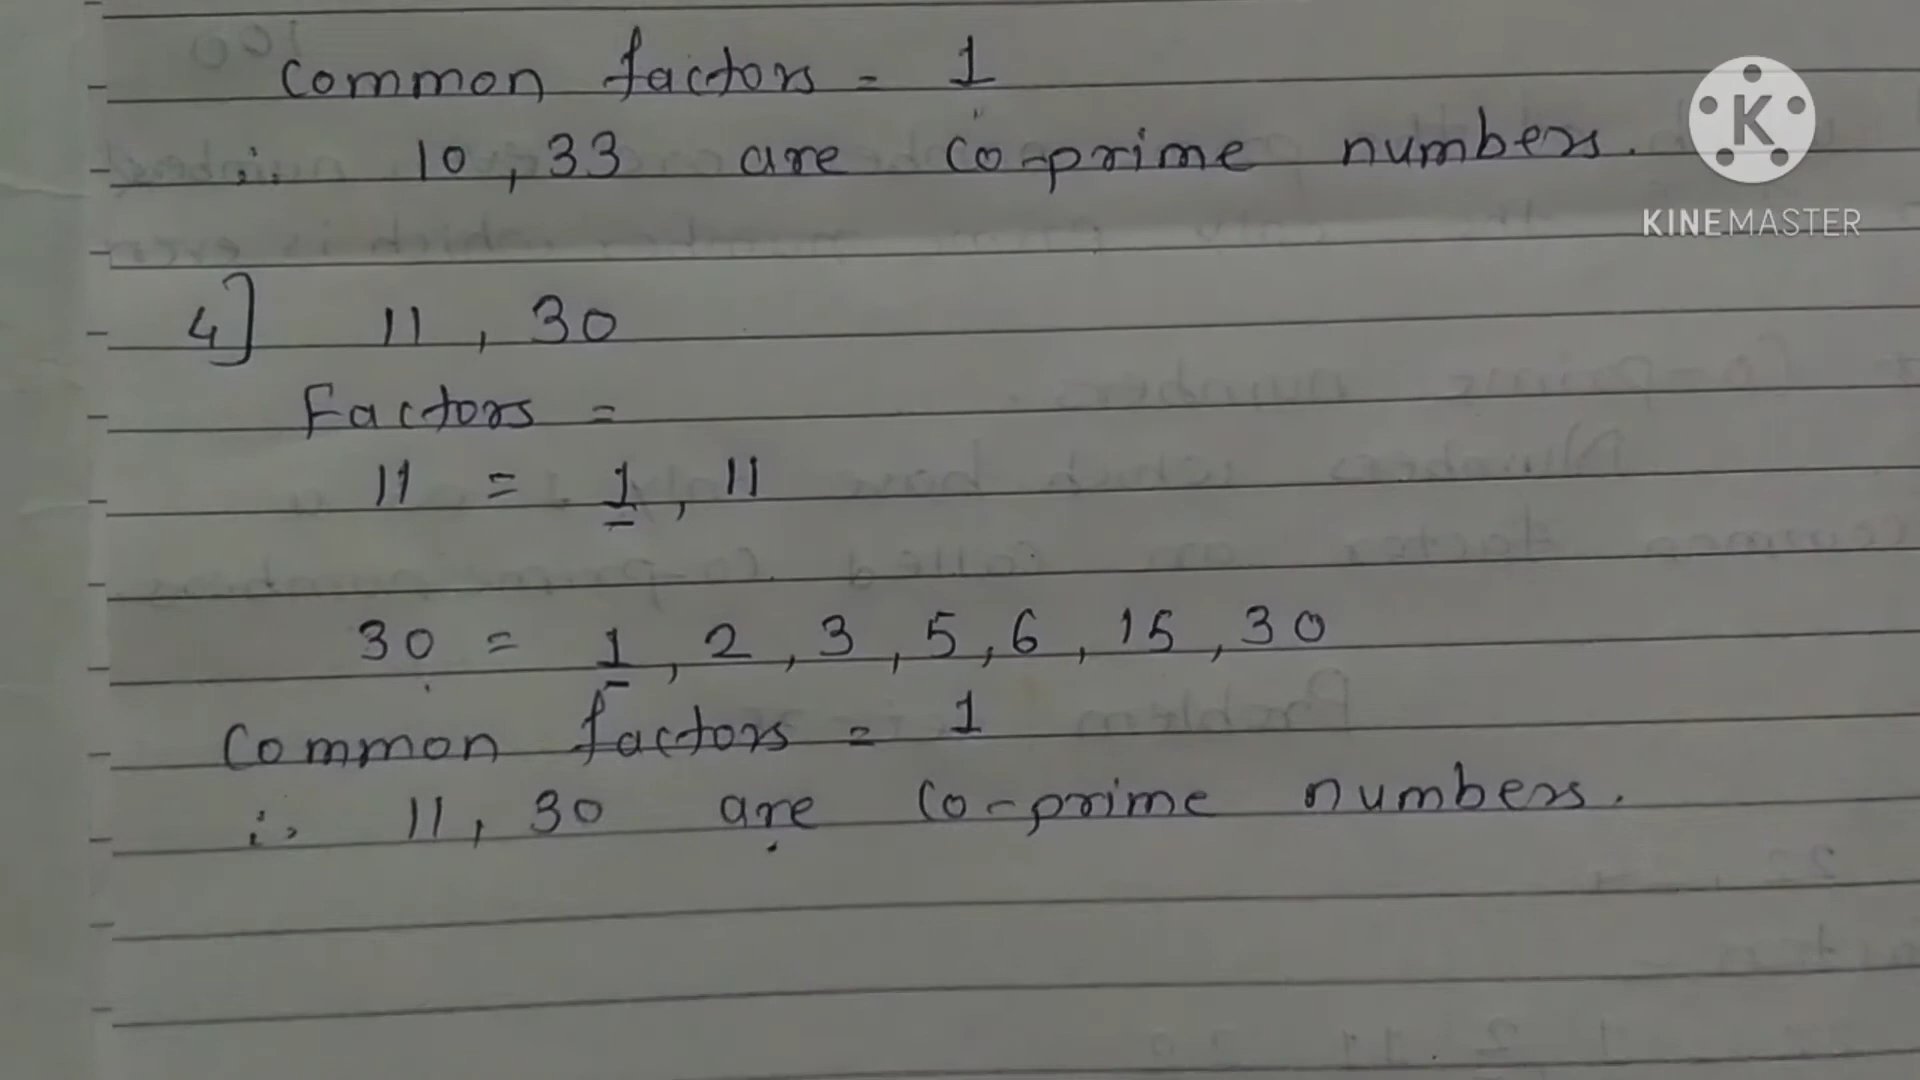 Common factors = 1
∴ 10, 33 are co-prime numbers.
KINEMASTER
4] 11, 30
Factors =
11 = 1, 11
30 = 1, 2, 3, 5, 6, 15, 30
Common factors = 1
∴ 11, 30 are co-prime numbers.